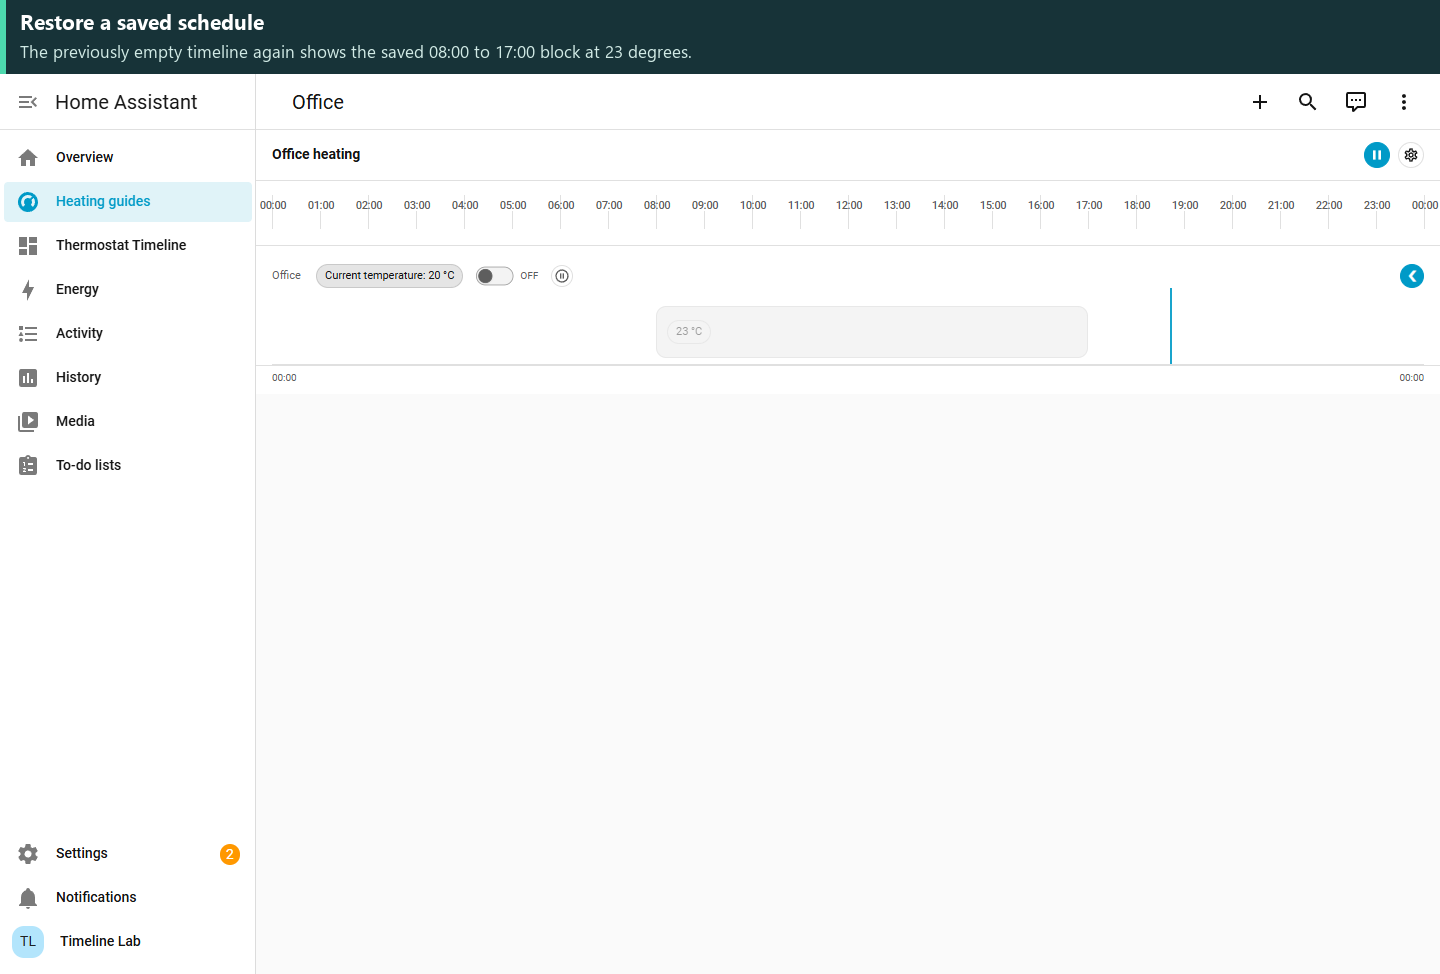 Restore a saved schedule
The previously empty timeline again shows the saved 08:00 to 17:00 block at 23 degrees.
Home Assistant
Office
Overview
Heating guides
Thermostat Timeline
Energy
Activity
History
Media
To-do lists
Settings
2
Notifications
TL
Timeline Lab
Office heating
00:00 01:00 02:00 03:00 04:00 05:00 06:00 07:00 08:00 09:00 10:00 11:00 12:00 13:00 14:00 15:00 16:00 17:00 18:00 19:00 20:00 21:00 22:00 23:00 00:00
Office Current temperature: 20 °C OFF
23 °C
00:00 00:00